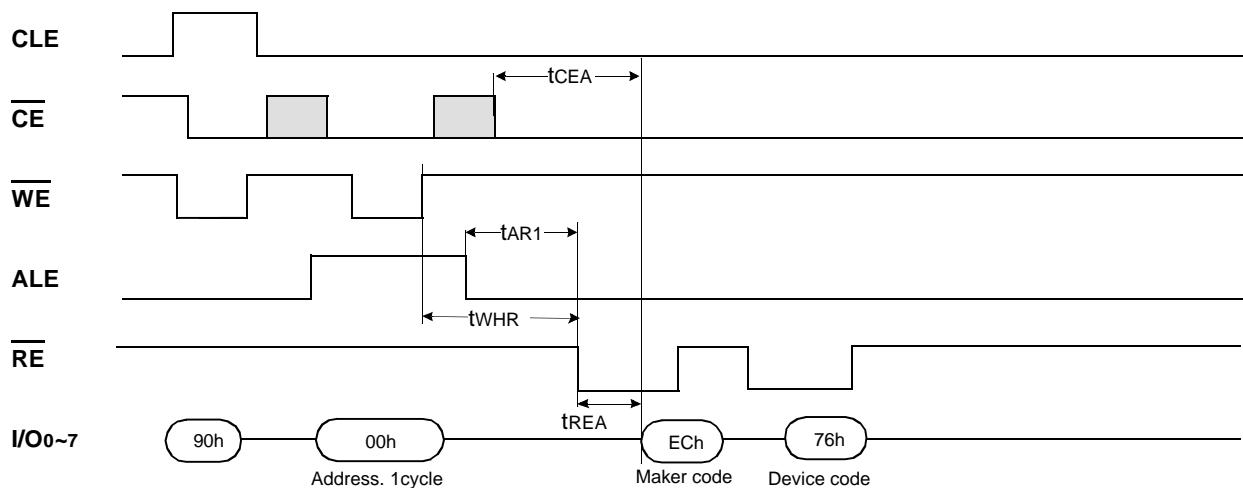 CLE
tCEA
CE
WE
tAR1
ALE
tWHR
RE
tREA
I/O0~7
90h
00h
ECh
76h
Address. 1cycle
Maker code
Device code